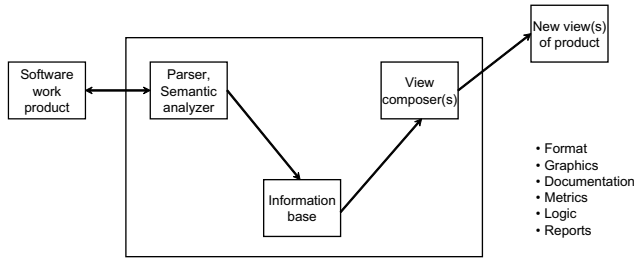 Software
work
product
Parser,
Semantic
analyzer
Information
base
View
composer(s)
New view(s)
of product
• Format
• Graphics
• Documentation
• Metrics
• Logic
• Reports